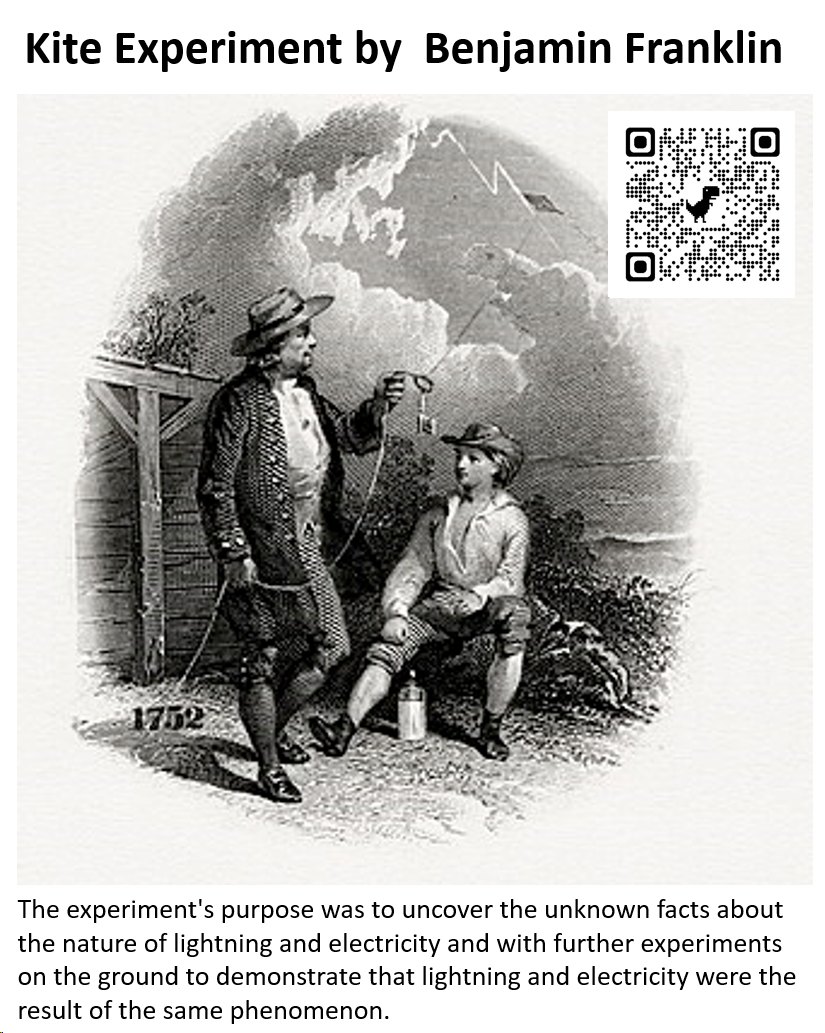 Kite Experiment by  Benjamin Franklin
1752
The experiment's purpose was to uncover the unknown facts about
the nature of lightning and electricity and with further experiments
on the ground to demonstrate that lightning and electricity were the
result of the same phenomenon.